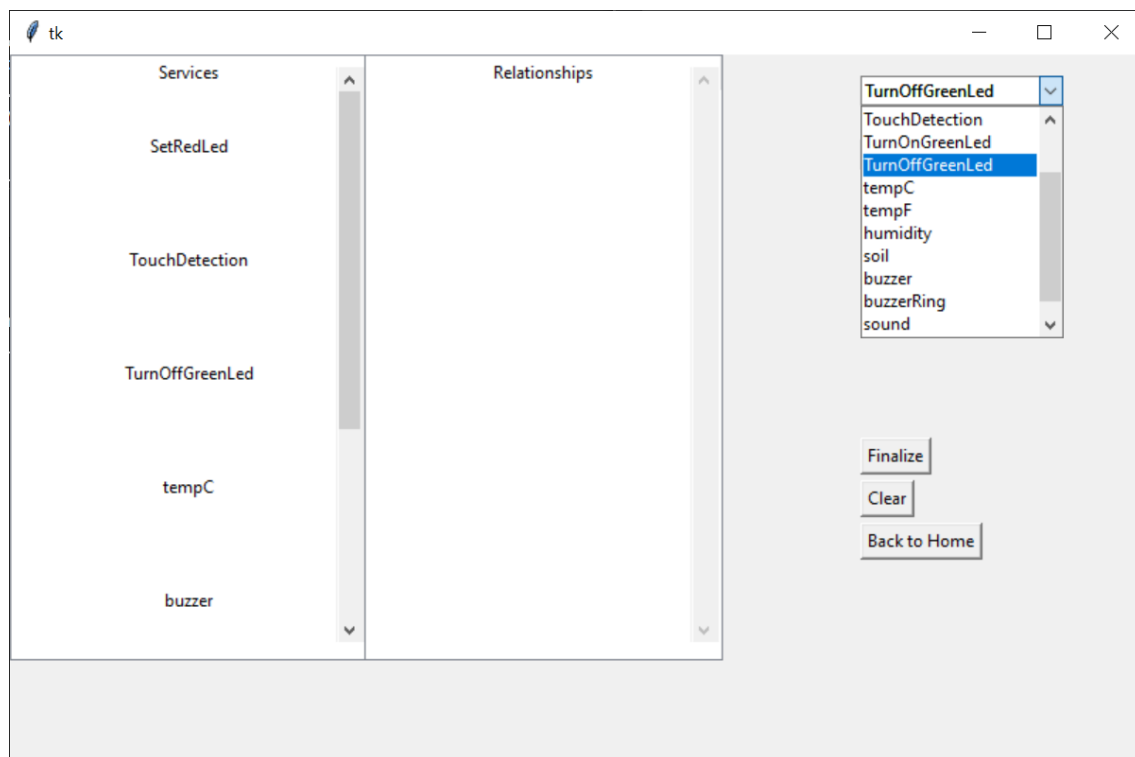 tk
Services
SetRedLed
TouchDetection
TurnOffGreenLed
tempC
buzzer
Relationships
TurnOffGreenLed
TouchDetection
TurnOnGreenLed
TurnOffGreenLed
tempC
tempF
humidity
soil
buzzer
buzzerRing
sound
Finalize
Clear
Back to Home